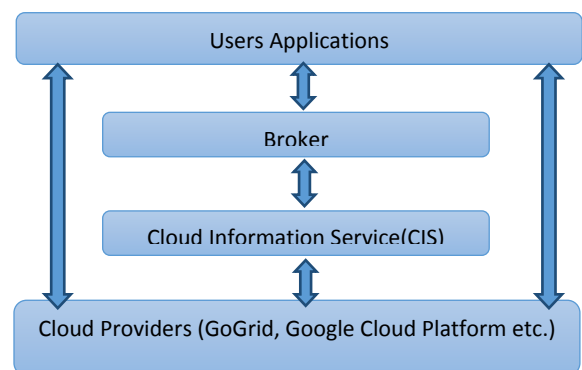 Users Applications
Broker
Cloud Information Service(CIS)
Cloud Providers (GoGrid, Google Cloud Platform etc.)